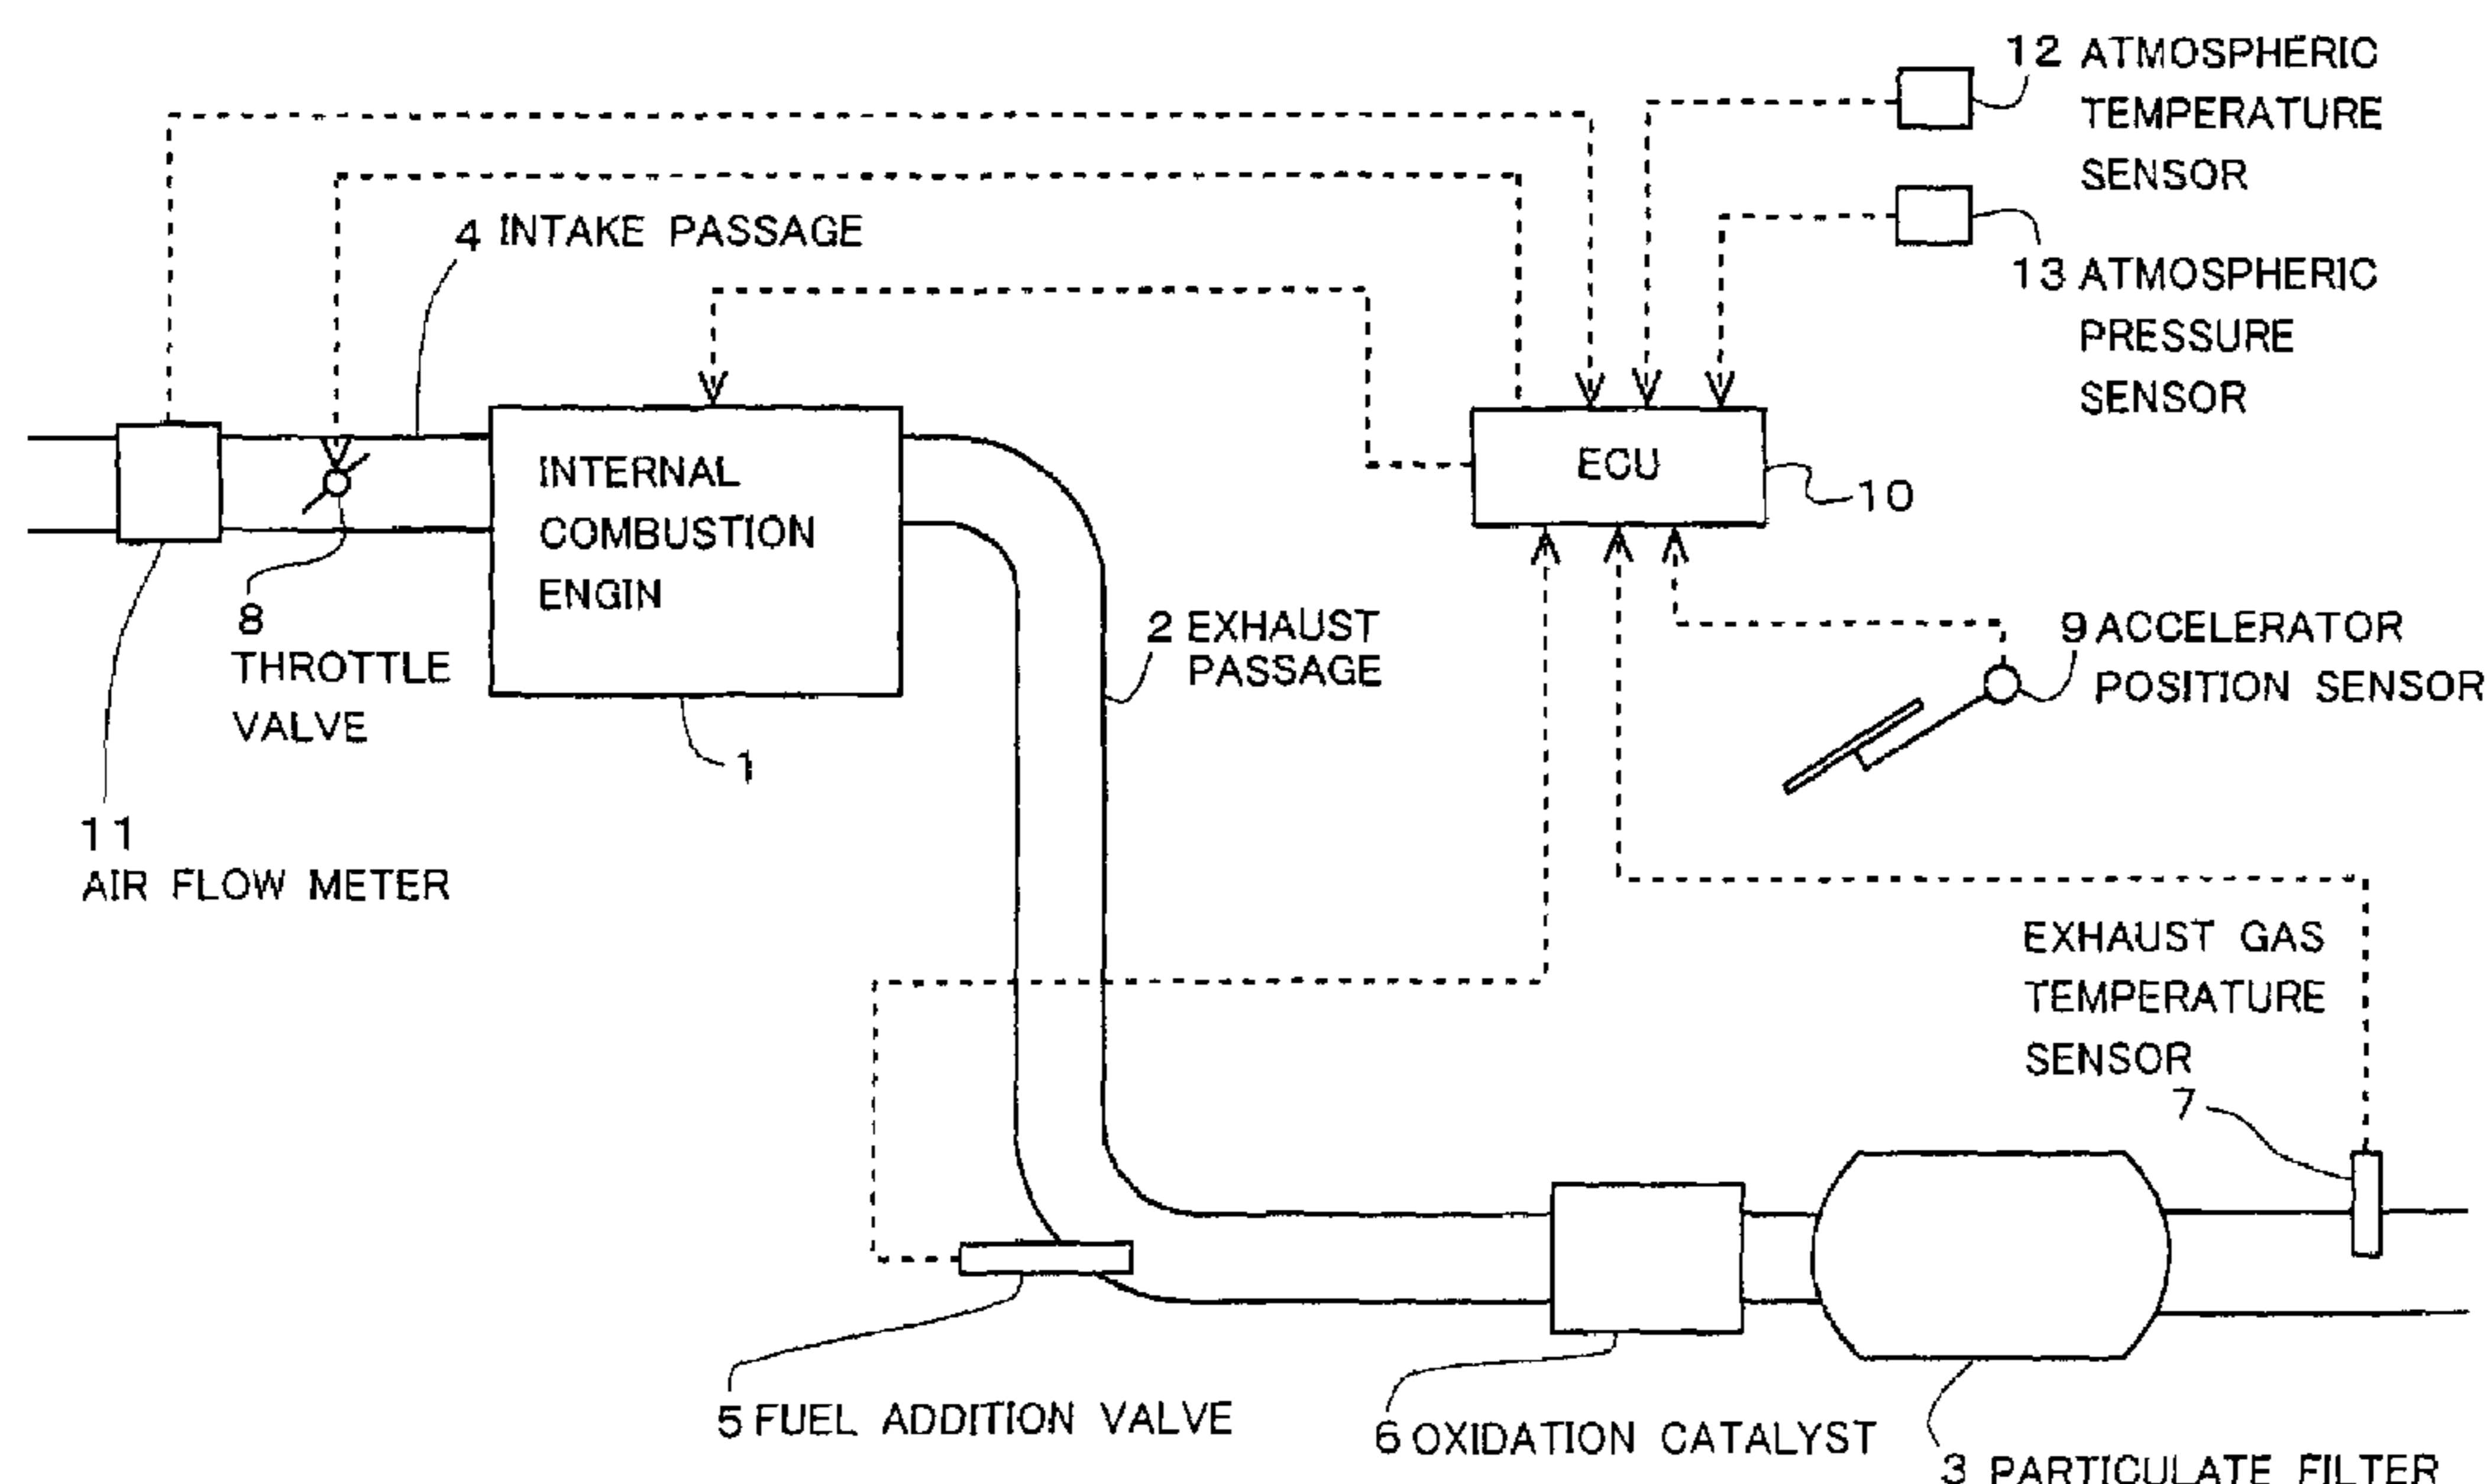 12 ATMOSPHERIC
TEMPERATURE
SENSOR
4 INTAKE PASSAGE
13 ATMOSPHERIC
PRESSURE
SENSOR
INTERNAL
COMBUSTION
ENGIN
ECU
10
8
THROTTLE
VALVE
2 EXHAUST
PASSAGE
9 ACCELERATOR
POSITION SENSOR
1
11
AIR FLOW METER
EXHAUST GAS
TEMPERATURE
SENSOR
7
5 FUEL ADDITION VALVE
6 OXIDATION CATALYST
3 PARTICULATE FILTER